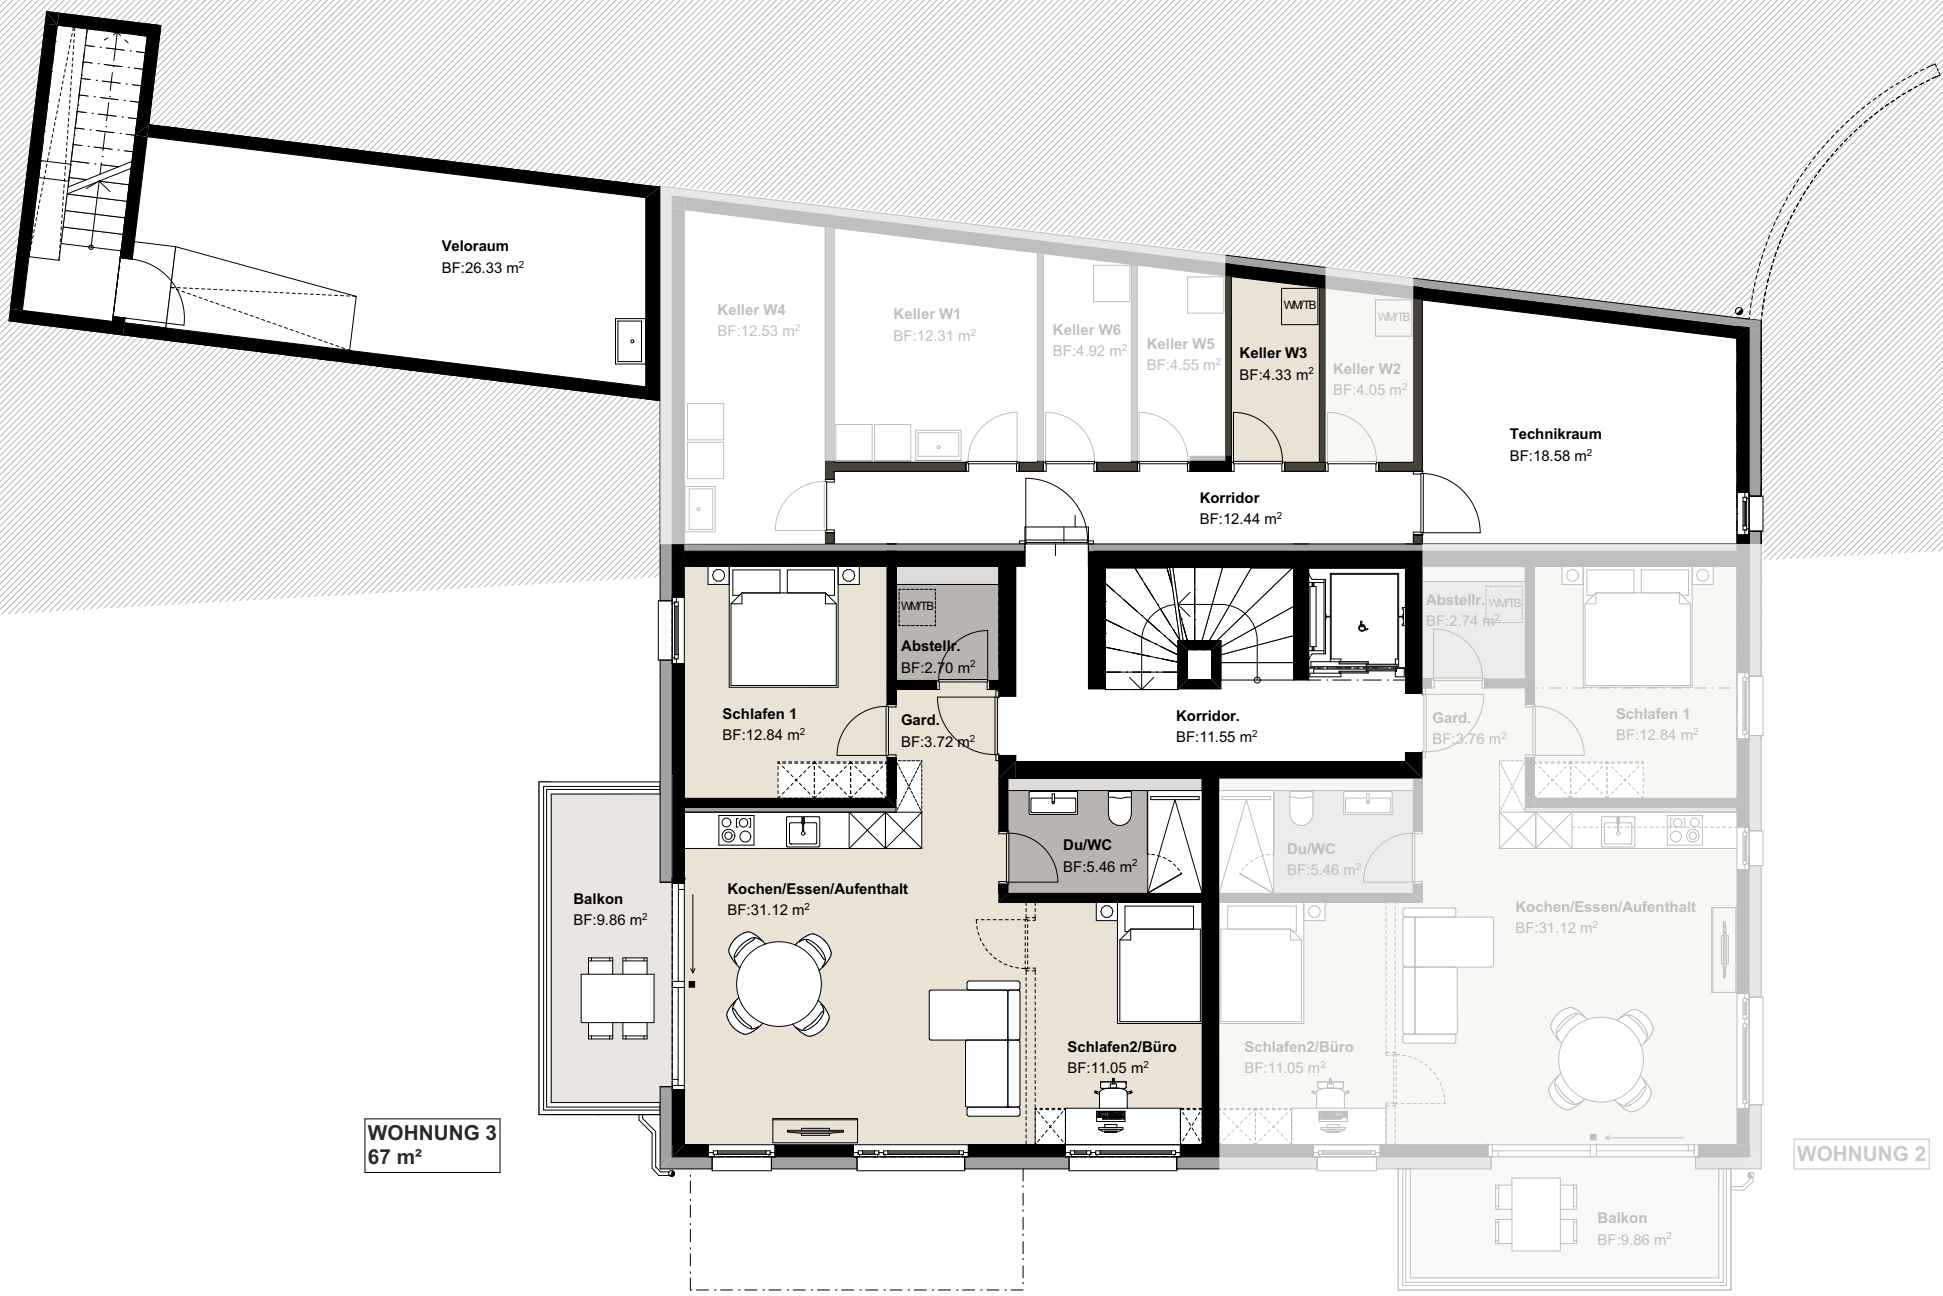 Veloraum
BF:26.33 m²
Keller W4
BF:12.53 m²
Keller W1
BF:12.31 m²
Keller W6
BF:4.92 m²
Keller W5
BF:4.55 m²
WM/TB
Keller W3
BF:4.33 m²
WM/TB
Keller W2
BF:4.05 m²
Technikraum
BF:18.58 m²
Korridor
BF:12.44 m²
WM/TB
Abstellr.
BF:2.70 m²
Abstellr.
WM/TB
BF:2.74 m²
Schlafen 1
BF:12.84 m²
Gard.
BF:3.72 m²
Korridor.
BF:11.55 m²
Gard.
BF:3.76 m²
Schlafen 1
BF:12.84 m²
Du/WC
BF:5.46 m²
Du/WC
BF:5.46 m²
Balkon
BF:9.86 m²
Kochen/Essen/Aufenthalt
BF:31.12 m²
Kochen/Essen/Aufenthalt
BF:31.12 m²
Schlafen2/Büro
BF:11.05 m²
Schlafen2/Büro
BF:11.05 m²
WOHNUNG 3
67 m²
WOHNUNG 2
Balkon
BF:9.86 m²